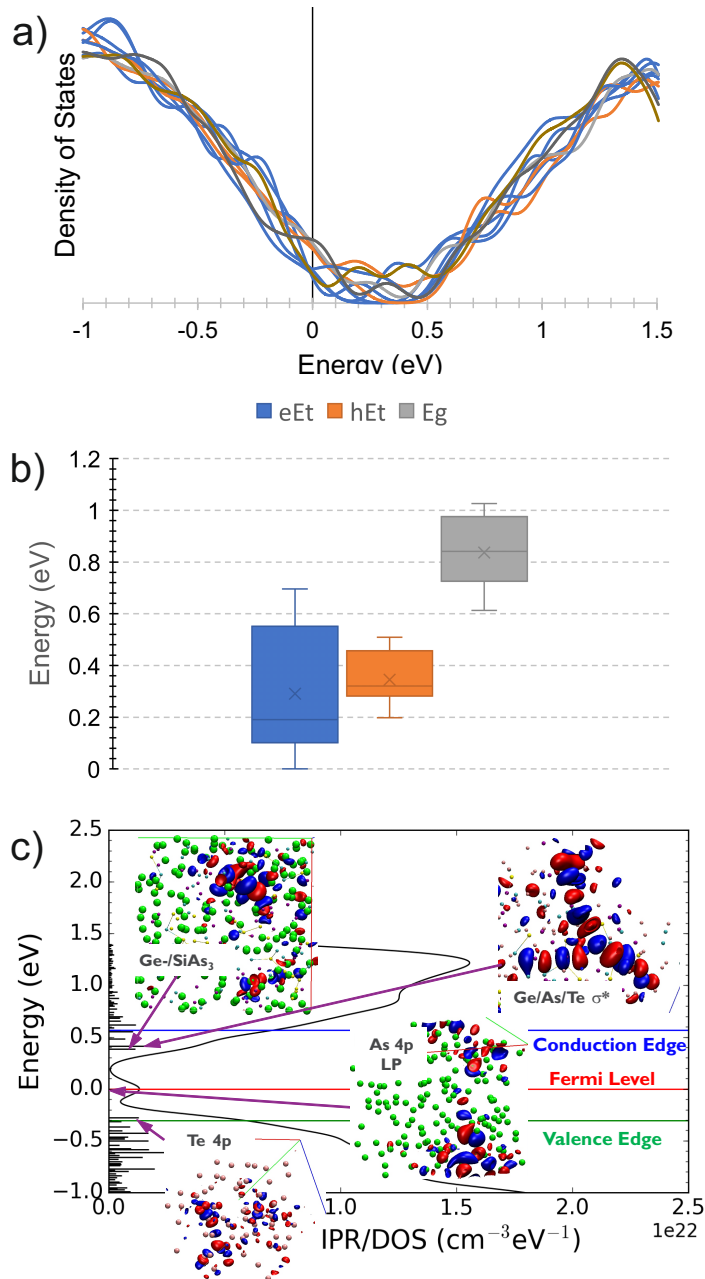 a)
Density of States
-1
-0.5
0
0.5
1
1.5
Energy (eV)
eEt
hEt
Eg
b)
Energy (eV)
1.2
1
0.8
0.6
0.4
0.2
0
c)
Energy (eV)
2.5
2.0
1.5
1.0
0.5
0.0
−0.5
−1.0
Ge-/SiAs₃
Ge/As/Te σ*
As 4p
LP
Conduction Edge
Fermi Level
Valence Edge
Te 4p
0.0
1.0
1.5
2.0
2.5
1e22
IPR/DOS (cm⁻³eV⁻¹)